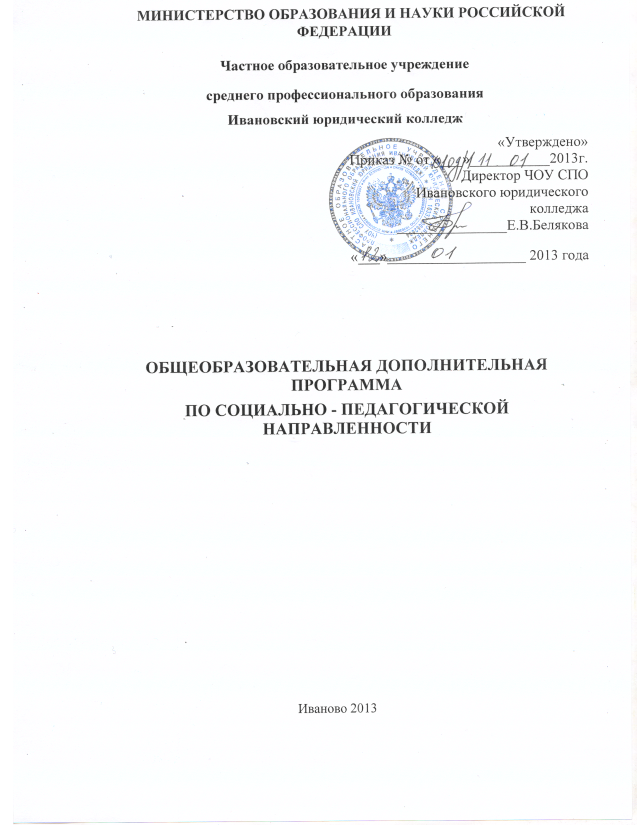 МИНИСТЕРСТВО ОБРАЗОВАНИЯ И НАУКИ РОССИЙСКОЙ
ФЕДЕРАЦИИ
Частное образовательное учреждение
среднего профессионального образования
Ивановский юридический колледж
«Утверждено»
Приказ № от « » 11 01 2013г.
Директор ЧОУ СПО
Ивановского юридического
колледжа
Е.В.Белякова
«12» 01 2013 года
ОБЩЕОБРАЗОВАТЕЛЬНАЯ ДОПОЛНИТЕЛЬНАЯ
ПРОГРАММА
ПО СОЦИАЛЬНО - ПЕДАГОГИЧЕСКОЙ
НАПРАВЛЕННОСТИ
Иваново 2013